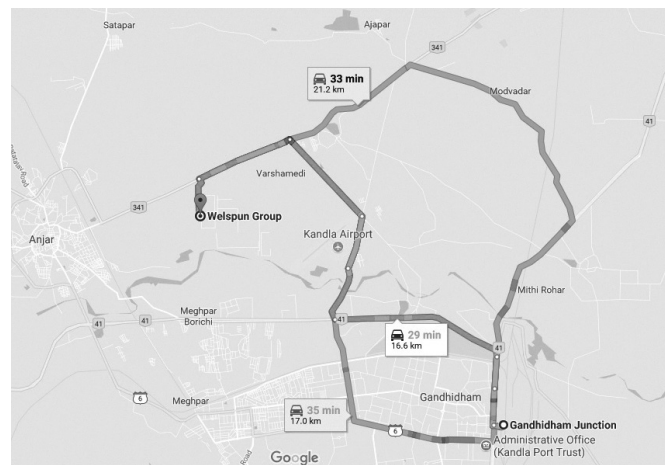 Satapar
Ajapar
341
33 min
21.2 km
Modvadar
41
Varshamedi
341
Welspun Group
Anjar
Kandla Airport
Mithi Rohar
Meghpar
Borichi
41
41
41
29 min
16.6 km
41
Meghpar
6
35 min
17.0 km
Gandhidham
Gandhidham Junction
6
Administrative Office
(Kandla Port Trust)
Road
Google